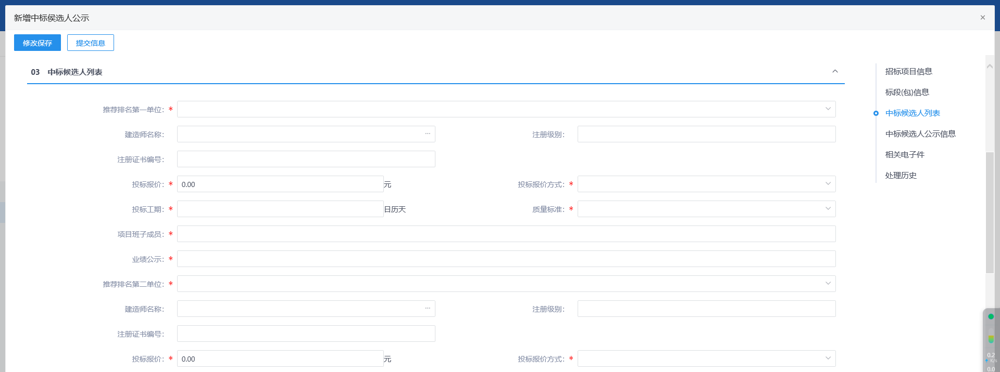 新增中标侯选人公示
×
修改保存 提交信息
03 中标候选人列表
推荐排名第一单位：*
建造师名称： ... 注册级别：
注册证书编号：
投标报价：* 0.00 元 投标报价方式：*
投标工期：* 日历天 质量标准：*
项目班子成员：*
业绩公示：*
推荐排名第二单位：*
建造师名称： ... 注册级别：
注册证书编号：
投标报价：* 0.00 元 投标报价方式：*
招标项目信息
标段(包)信息
中标候选人列表
中标候选人公示信息
相关电子件
处理历史
0.2
K/s
0.0